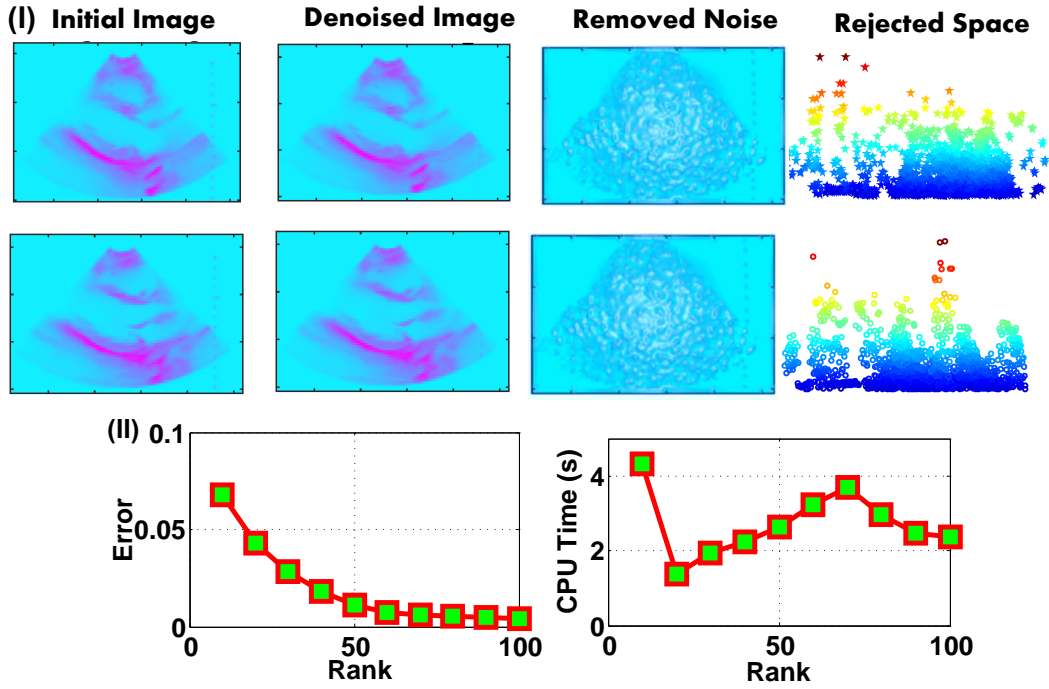 (I) Initial Image Denoised Image Removed Noise Rejected Space
(II)
0.1
0.05
0
Error
0 50 100
Rank
4
2
0
CPU Time (s)
0 50 100
Rank